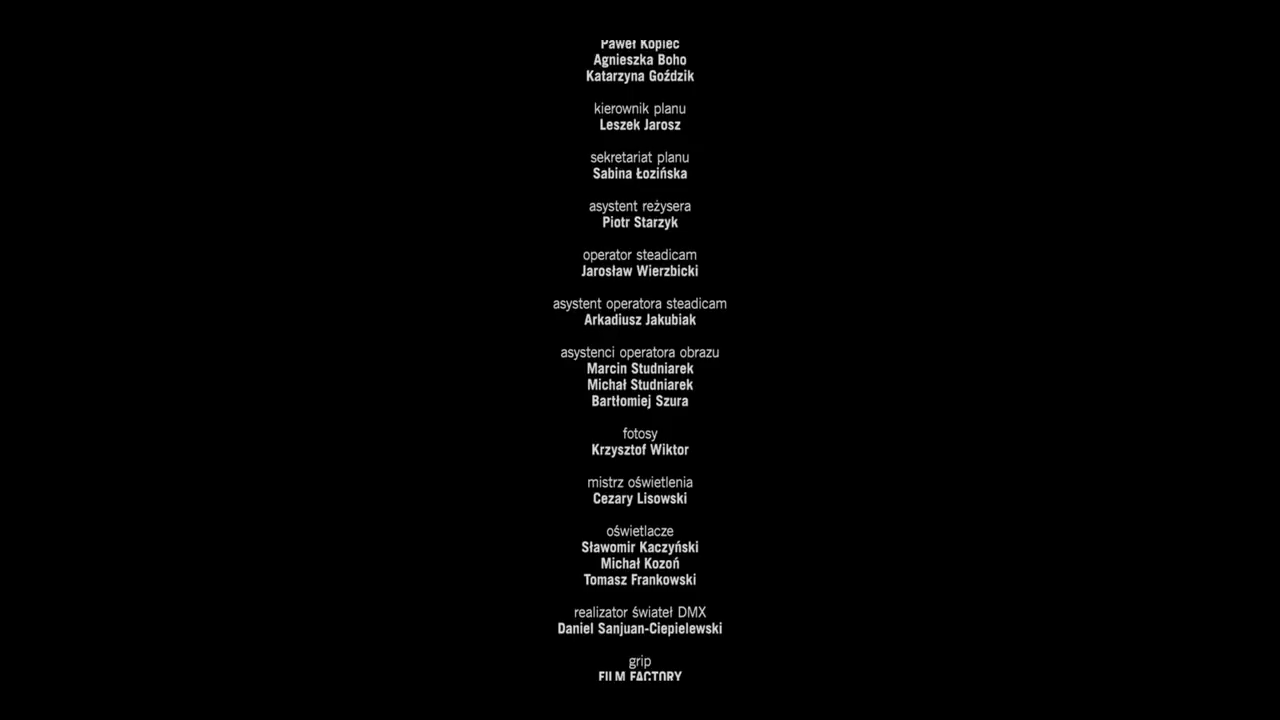 Paweł Kopiec
Agnieszka Boho
Katarzyna Goździk
kierownik planu
Leszek Jarosz
sekretariat planu
Sabina Łozińska
asystent reżysera
Piotr Starzyk
operator steadicam
Jarosław Wierzbicki
asystent operatora steadicam
Arkadiusz Jakubiak
asystenci operatora obrazu
Marcin Studniarek
Michał Studniarek
Bartłomiej Szura
fotosy
Krzysztof Wiktor
mistrz oświetlenia
Cezary Lisowski
oświetlacze
Sławomir Kaczyński
Michał Kozoń
Tomasz Frankowski
realizator świateł DMX
Daniel Sanjuan-Ciepielewski
grip
FILM FACTORY